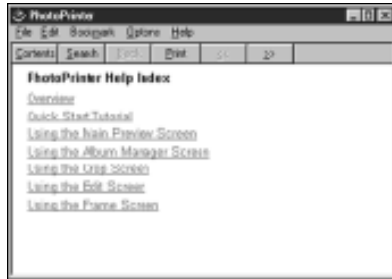 PhotoPrinter
File Edit Bookmark Options Help
Contents Search Back Print << >>
PhotoPrinter Help Index
Overview
Quick Start Tutorial
Using the Main Preview Screen
Using the Album Manager Screen
Using the Crop Screen
Using the Edit Screen
Using the Frame Screen